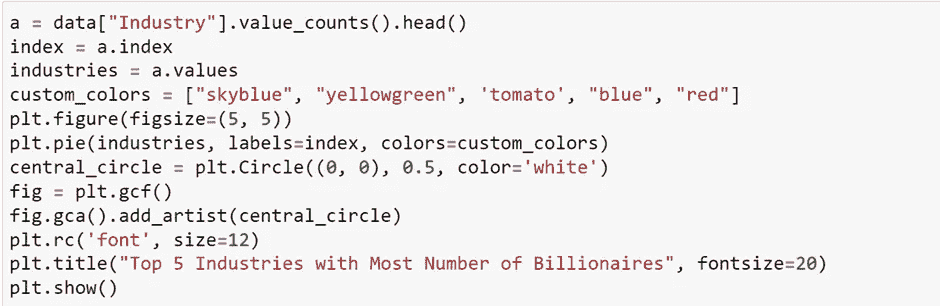 a = data["Industry"].value_counts().head()
index = a.index
industries = a.values
custom_colors = ["skyblue", "yellowgreen", 'tomato', "blue", "red"]
plt.figure(figsize=(5, 5))
plt.pie(industries, labels=index, colors=custom_colors)
central_circle = plt.Circle((0, 0), 0.5, color='white')
fig = plt.gcf()
fig.gca().add_artist(central_circle)
plt.rc('font', size=12)
plt.title("Top 5 Industries with Most Number of Billionaires", fontsize=20)
plt.show()